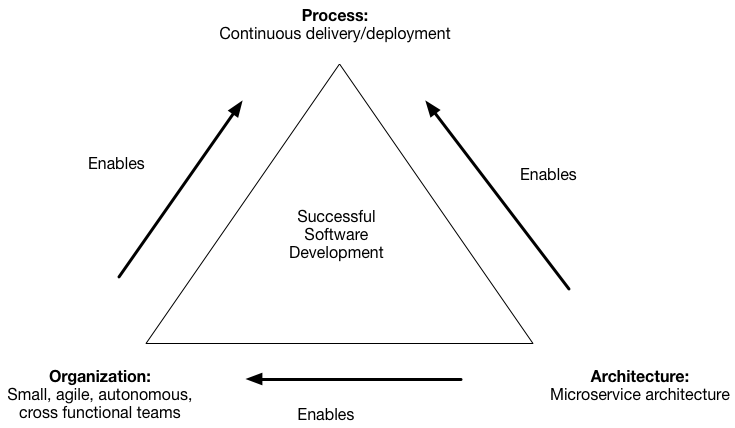 Process:
Continuous delivery/deployment
Enables
Enables
Successful
Software
Development
Organization:
Small, agile, autonomous,
cross functional teams
Architecture:
Microservice architecture
Enables